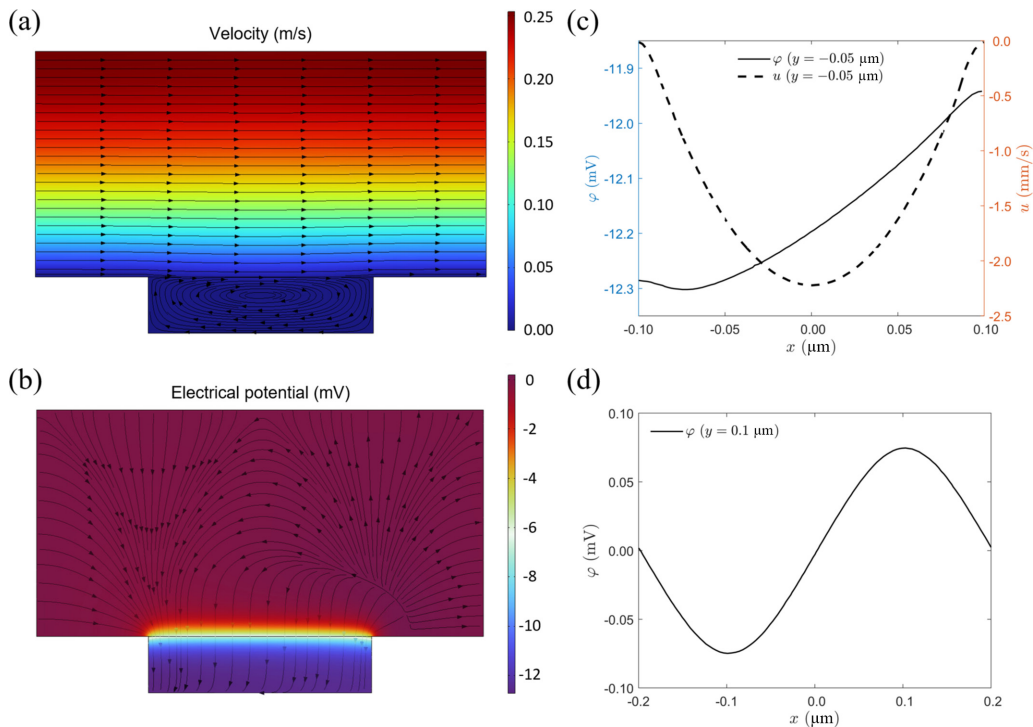 (a)
Velocity (m/s)
0.25
0.20
0.15
0.10
0.05
0.00
(b)
Electrical potential (mV)
0
-2
-4
-6
-8
-10
-12
(c)
φ (y = −0.05 μm)
u (y = −0.05 μm)
-11.9
-12.0
-12.1
-12.2
-12.3
φ (mV)
0.0
-0.5
-1.0
-1.5
-2.0
-2.5
u (mm/s)
-0.10
-0.05
0.00
0.05
0.10
x (μm)
(d)
φ (y = 0.1 μm)
0.10
0.05
0.00
-0.05
-0.10
φ (mV)
-0.2
-0.1
0.0
0.1
0.2
x (μm)